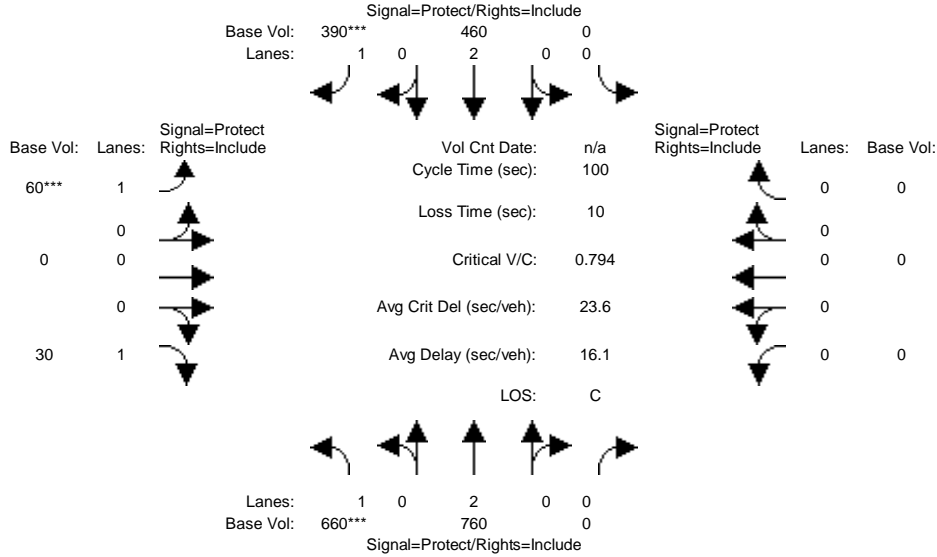 Signal=Protect/Rights=Include
Base Vol: 390*** 460 0
Lanes: 1 0 2 0 0
Signal=Protect Signal=Protect
Base Vol: Lanes: Rights=Include Vol Cnt Date: n/a Rights=Include Lanes: Base Vol:
Cycle Time (sec): 100
60*** 1 0 0
Loss Time (sec): 10
0 0
0 0 Critical V/C: 0.794 0 0
0 Avg Crit Del (sec/veh): 23.6 0
30 1 Avg Delay (sec/veh): 16.1 0 0
LOS: C
Lanes: 1 0 2 0 0
Base Vol: 660*** 760 0
Signal=Protect/Rights=Include